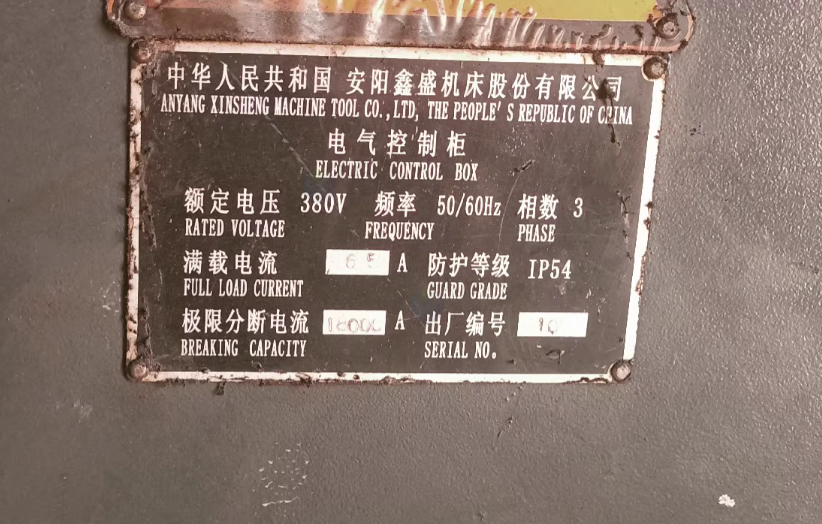 中华人民共和国 安阳鑫盛机床股份有限公司
ANYANG XINSHENG MACHINE TOOL CO.,LTD, THE PEOPLE'S REPUBLIC OF CHINA
电气控制柜
ELECTRIC CONTROL BOX
额定电压 380V 频率 50/60Hz 相数 3
RATED VOLTAGE FREQUENCY PHASE
满载电流 65 A 防护等级 IP54
FULL LOAD CURRENT GUARD GRADE
极限分断电流 A 出厂编号
BREAKING CAPACITY SERIAL NO.